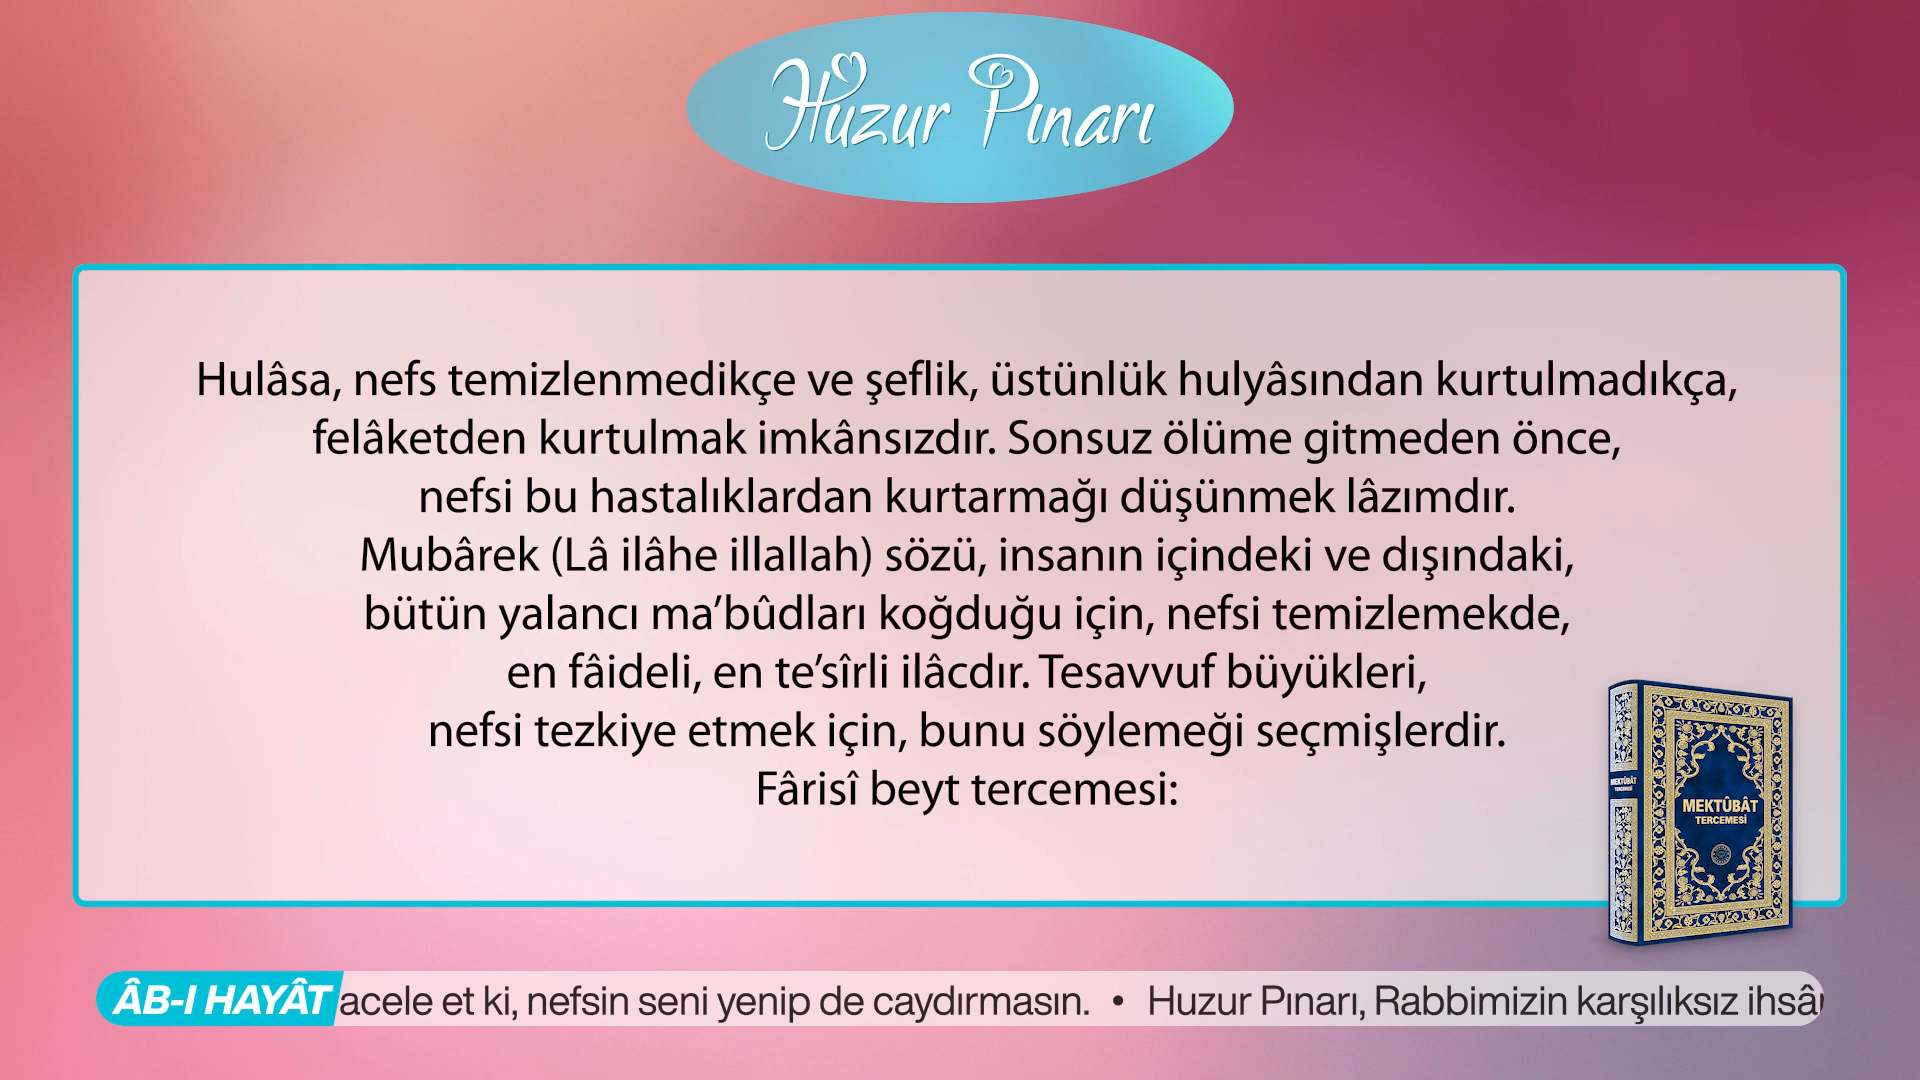 Huzur Pınarı
Hulâsa, nefs temizlenmedikçe ve şeflik, üstünlük hulyâsından kurtulmadıkça,
felâketden kurtulmak imkânsızdır. Sonsuz ölüme gitmeden önce,
nefsi bu hastalıklardan kurtarmağı düşünmek lâzımdır.
Mubârek (Lâ ilâhe illallah) sözü, insanın içindeki ve dışındaki,
bütün yalancı ma’bûdları koğduğu için, nefsi temizlemekde,
en fâideli, en te’sîrli ilâcdır. Tesavvuf büyükleri,
nefsi tezkiye etmek için, bunu söylemeği seçmişlerdir.
Fârisî beyt tercemesi:
MEKTÛBÂT
TERCEMESİ
MEKTÛBÂT
TERCEMESİ
ÂB-I HAYÂT acele et ki, nefsin seni yenip de caydırmasın. • Huzur Pınarı, Rabbimizin karşılıksız